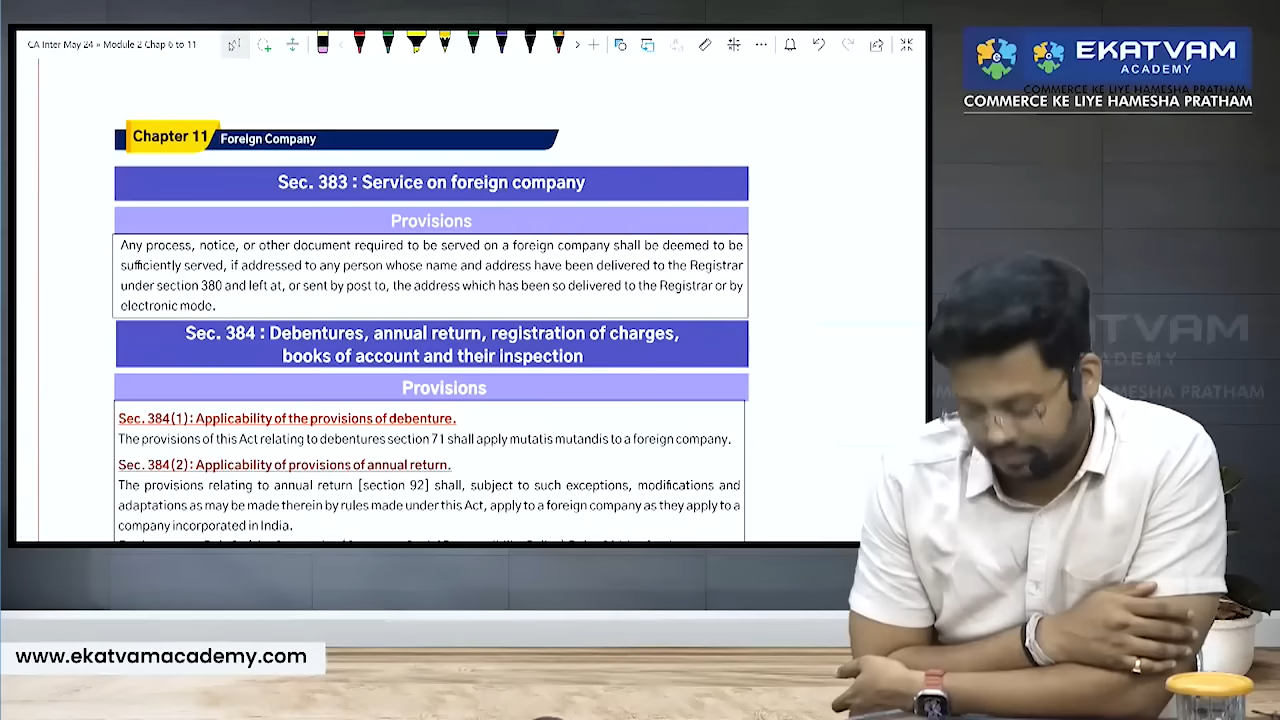 CA Inter May 24 » Module 2 Chap 6 to 11
EKATVAM
ACADEMY
COMMERCE KE LIYE HAMESHA PRATHAM
COMMERCE KE LIYE HAMESHA PRATHAM
Chapter 11
Foreign Company
Sec. 383 : Service on foreign company
Provisions
Any process, notice, or other document required to be served on a foreign company shall be deemed to be
sufficiently served, if addressed to any person whose name and address have been delivered to the Registrar
under section 380 and left at, or sent by post to, the address which has been so delivered to the Registrar or by
electronic mode.
Sec. 384 : Debentures, annual return, registration of charges,
books of account and their inspection
Provisions
Sec. 384(1): Applicability of the provisions of debenture.
The provisions of this Act relating to debentures section 71 shall apply mutatis mutandis to a foreign company.
Sec. 384(2): Applicability of provisions of annual return.
The provisions relating to annual return [section 92] shall, subject to such exceptions, modifications and
adaptations as may be made therein by rules made under this Act, apply to a foreign company as they apply to a
company incorporated in India.
ATVAM
ADEMY
HAMESHA PRATHAM
www.ekatvamacademy.com